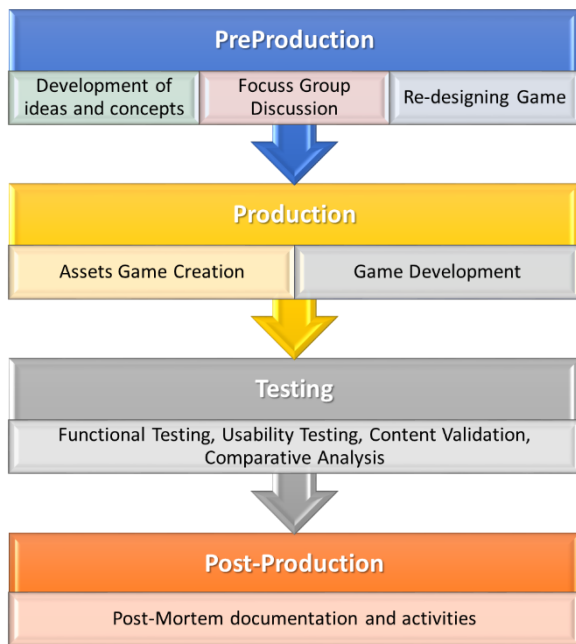 PreProduction
Development of
ideas and concepts
Focuss Group
Discussion
Re-designing Game
Production
Assets Game Creation
Game Development
Testing
Functional Testing, Usability Testing, Content Validation,
Comparative Analysis
Post-Production
Post-Mortem documentation and activities